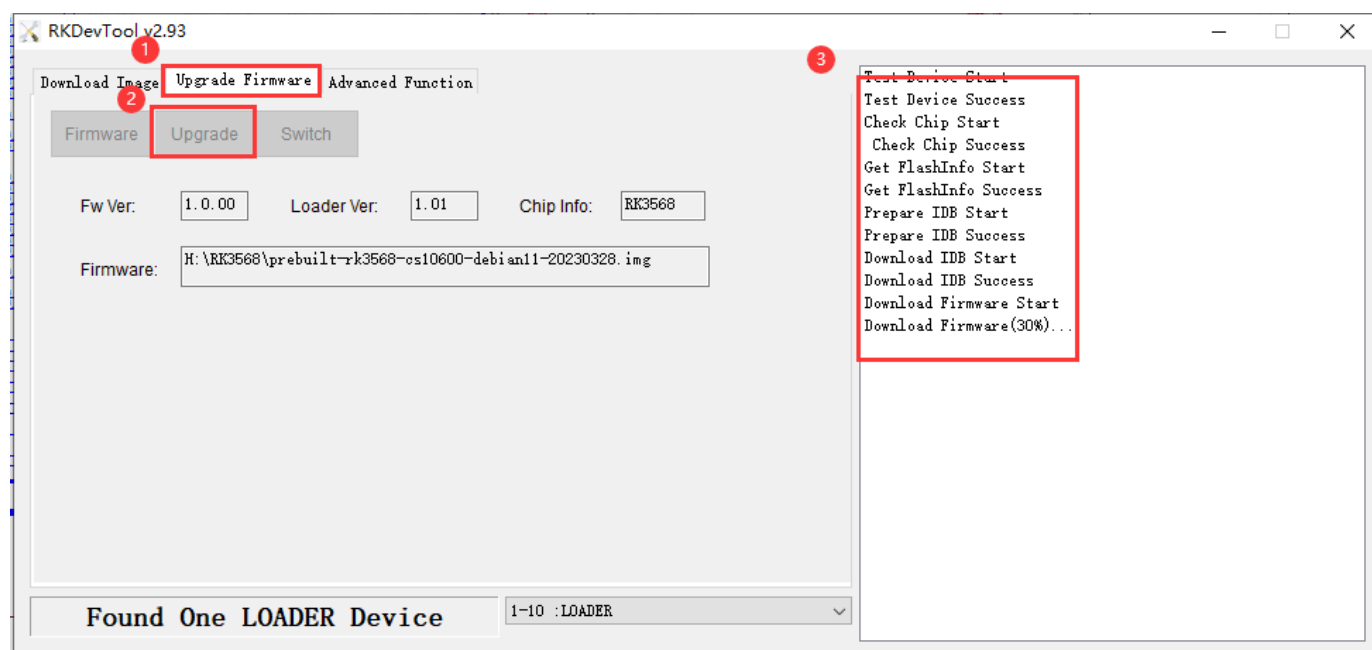 RKDevTool v2.93
1
3
Download Image Upgrade Firmware Advanced Function
2
Firmware Upgrade Switch
Fw Ver: 1.0.00 Loader Ver: 1.01 Chip Info: RK3568
Firmware: H:\RK3568\prebuilt-rk3568-cs10600-debian11-20230328.img
Found One LOADER Device
1-10 :LOADER
Test Device Start
Test Device Success
Check Chip Start
Check Chip Success
Get FlashInfo Start
Get FlashInfo Success
Prepare IDB Start
Prepare IDB Success
Download IDB Start
Download IDB Success
Download Firmware Start
Download Firmware(30%)...